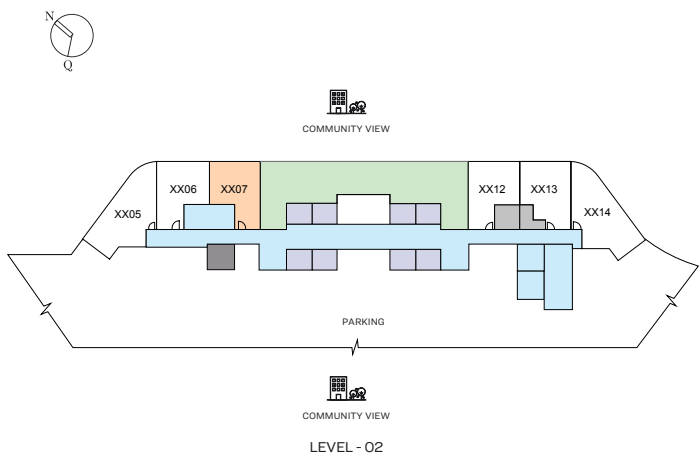 N
Q
COMMUNITY VIEW
XX06
XX07
XX12
XX13
XX05
XX14
PARKING
COMMUNITY VIEW
LEVEL - 02